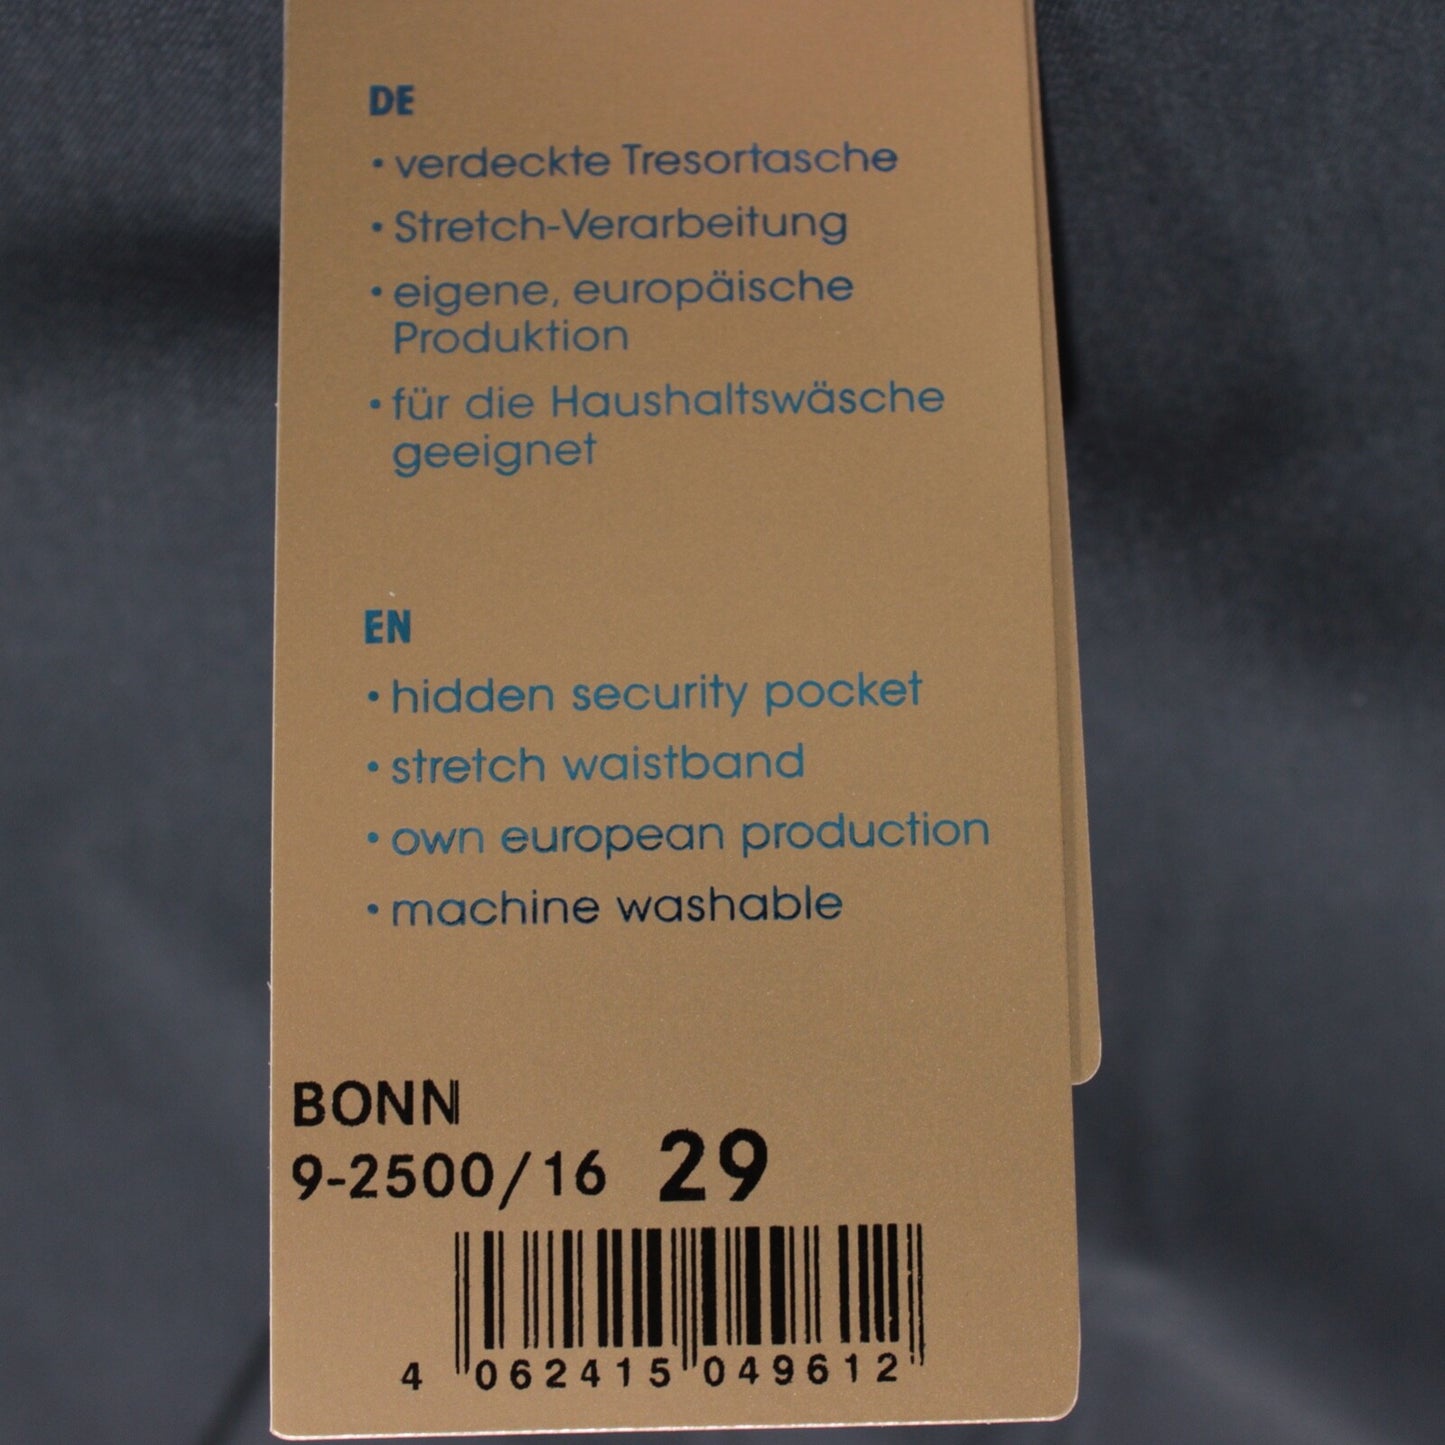 DE
• verdeckte Tresortasche
• Stretch-Verarbeitung
• eigene, europäische
Produktion
• für die Haushaltswäsche
geeignet
EN
• hidden security pocket
• stretch waistband
• own european production
• machine washable
BONN
9-2500/16 29
4 062415 049612